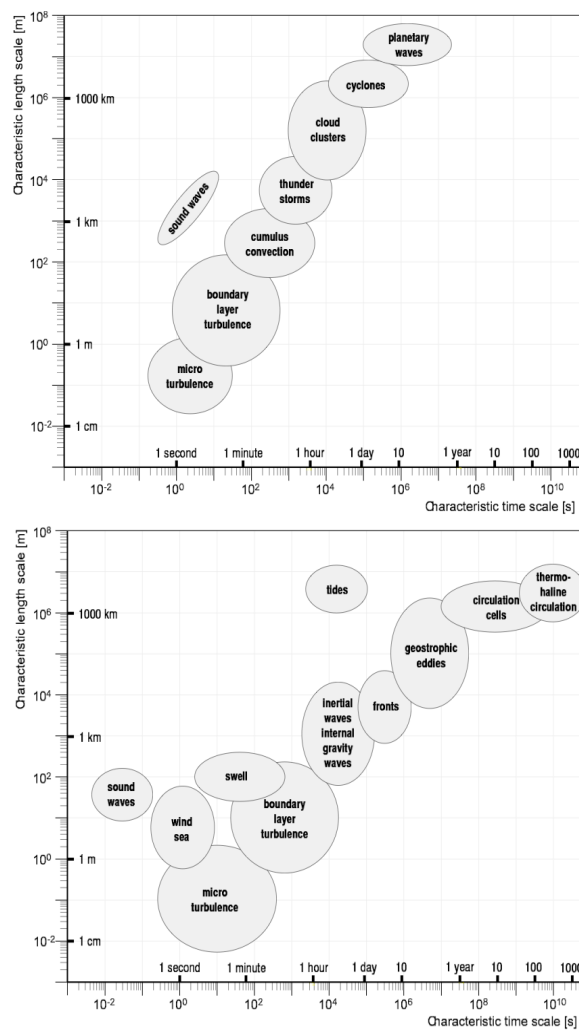 Characteristic length scale [m]
10^8
10^6
10^4
10^2
10^0
10^-2
1000 km
1 km
1 m
1 cm
planetary
waves
cyclones
cloud
clusters
thunder
storms
sound waves
cumulus
convection
boundary
layer
turbulence
micro
turbulence
1 second 1 minute 1 hour 1 day 10 1 year 10 100 1000
10^-2 10^0 10^2 10^4 10^6 10^8 10^10
Characteristic time scale [s]
Characteristic length scale [m]
10^8
10^6
10^4
10^2
10^0
10^-2
1000 km
1 km
1 m
1 cm
tides
thermo-
haline
circulation
circulation
cells
geostrophic
eddies
inertial
waves
internal
gravity
waves
fronts
swell
sound
waves
wind
sea
boundary
layer
turbulence
micro
turbulence
1 second 1 minute 1 hour 1 day 10 1 year 10 100 1000
10^-2 10^0 10^2 10^4 10^6 10^8 10^10
Characteristic time scale [s]